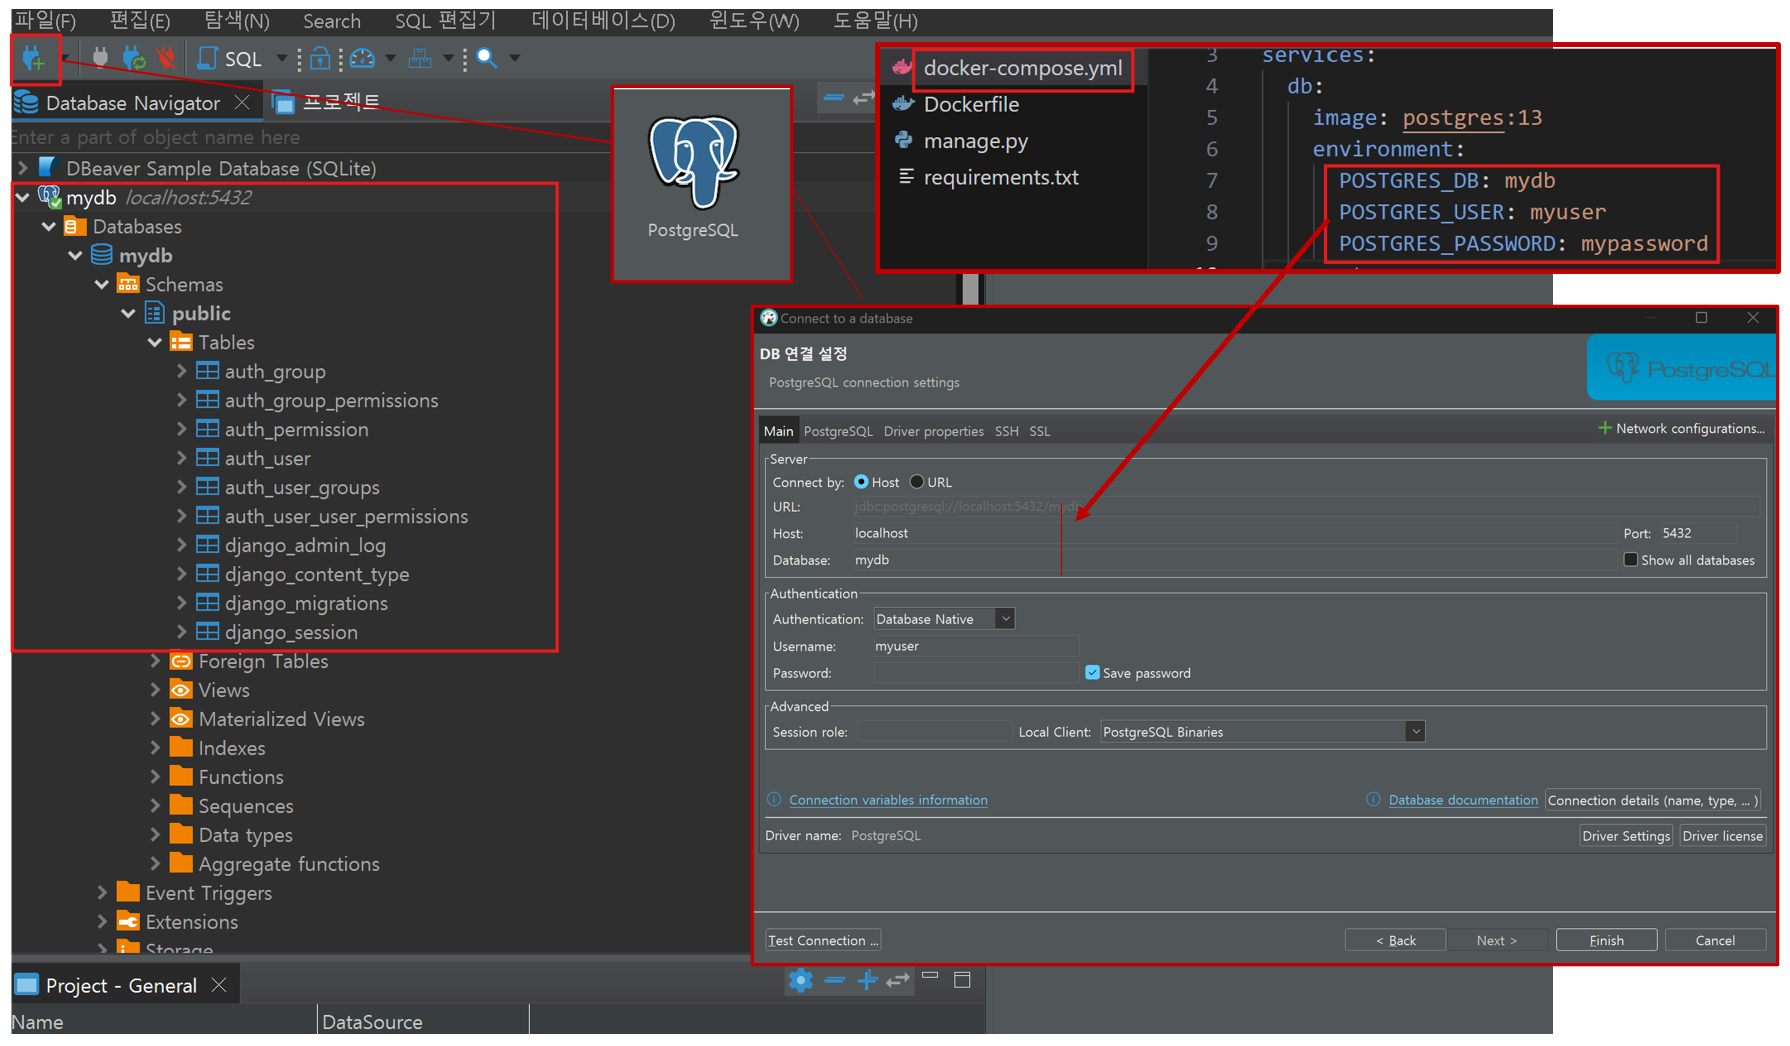 파일(F) 편집(E) 탐색(N) Search SQL 편집기 데이터베이스(D) 윈도우(W) 도움말(H)
SQL
Database Navigator
프로젝트
Enter a part of object name here
DBeaver Sample Database (SQLite)
mydb localhost:5432
Databases
mydb
Schemas
public
Tables
auth_group
auth_group_permissions
auth_permission
auth_user
auth_user_groups
auth_user_user_permissions
django_admin_log
django_content_type
django_migrations
django_session
Foreign Tables
Views
Materialized Views
Indexes
Functions
Sequences
Data types
Aggregate functions
Event Triggers
Extensions
Storage
Project - General
Name DataSource
PostgreSQL
docker-compose.yml
Dockerfile
manage.py
requirements.txt
3 services:
4 db:
5 image: postgres:13
6 environment:
7 POSTGRES_DB: mydb
8 POSTGRES_USER: myuser
9 POSTGRES_PASSWORD: mypassword
Connect to a database
DB 연결 설정
PostgreSQL connection settings
PostgreSQL
Main PostgreSQL Driver properties SSH SSL
Network configurations...
Server
Connect by: Host URL
URL: jdbc:postgresql://localhost:5432/mydb
Host: localhost Port: 5432
Database: mydb Show all databases
Authentication
Authentication: Database Native
Username: myuser
Password: Save password
Advanced
Session role: Local Client: PostgreSQL Binaries
Connection variables information Database documentation Connection details (name, type, ... )
Driver name: PostgreSQL Driver Settings Driver license
Test Connection ... < Back Next > Finish Cancel